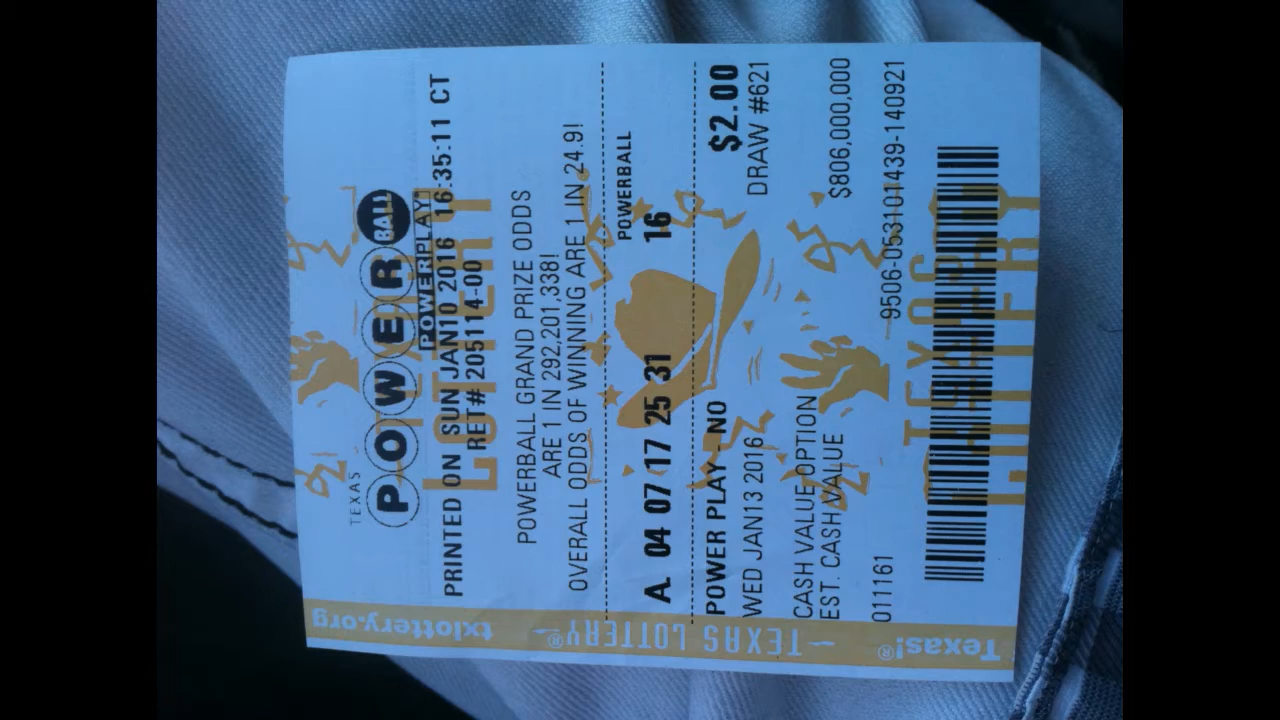 TEXAS
POWERBALL
POWERPLAY
PRINTED ON SUN JAN10 2016 16:35:11 CT
RET# 205114-00
POWERBALL GRAND PRIZE ODDS
ARE 1 IN 292,201,338!
OVERALL ODDS OF WINNING ARE 1 IN 24.9!
POWERBALL
A. 04 07 17 25 31 16
POWER PLAY - NO $2.00
WED JAN13 2016 DRAW #621
CASH VALUE OPTION
EST. CASH VALUE $806,000,000
011161 9506-053101439-140921
TEXAS LOTTERY
txlottery.org
TEXAS LOTTERY®
Texas!®